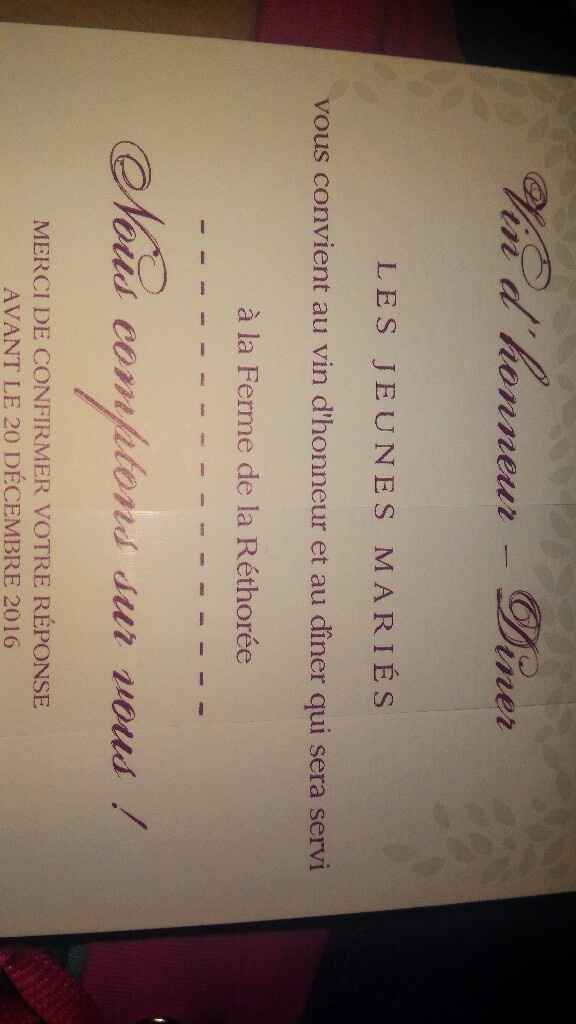 Vin d'honneur - Dîner
LES JEUNES MARIÉS
vous convient au vin d'honneur et au dîner qui sera servi
à la Ferme de la Réthorée
- - - - - - - - - - - - - - - - - - -
Nous comptons sur vous !
MERCI DE CONFIRMER VOTRE RÉPONSE
AVANT LE 20 DÉCEMBRE 2016